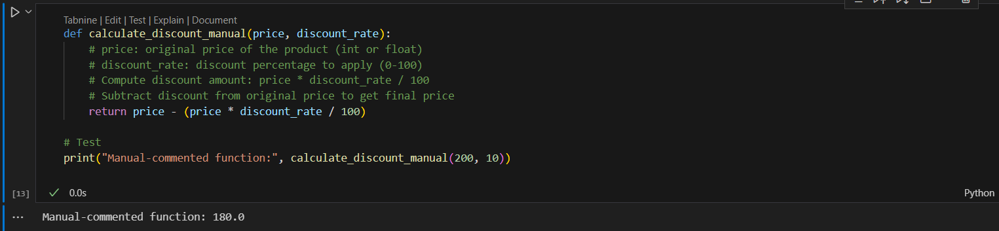 Tabnine | Edit | Test | Explain | Document
def calculate_discount_manual(price, discount_rate):
    # price: original price of the product (int or float)
    # discount_rate: discount percentage to apply (0-100)
    # Compute discount amount: price * discount_rate / 100
    # Subtract discount from original price to get final price
    return price - (price * discount_rate / 100)
# Test
print("Manual-commented function:", calculate_discount_manual(200, 10))
[13] 0.0s Python
Manual-commented function: 180.0